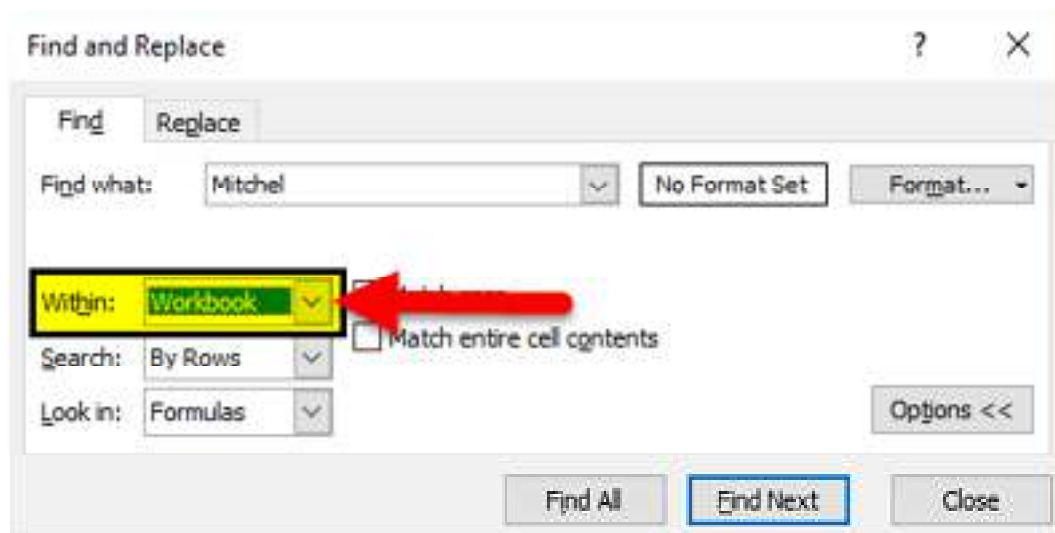 Find and Replace ? ×
Find Replace
Find what: Mitchel No Format Set Format...
Within: Workbook
Match entire cell contents
Search: By Rows
Look in: Formulas Options <<
Find All Find Next Close